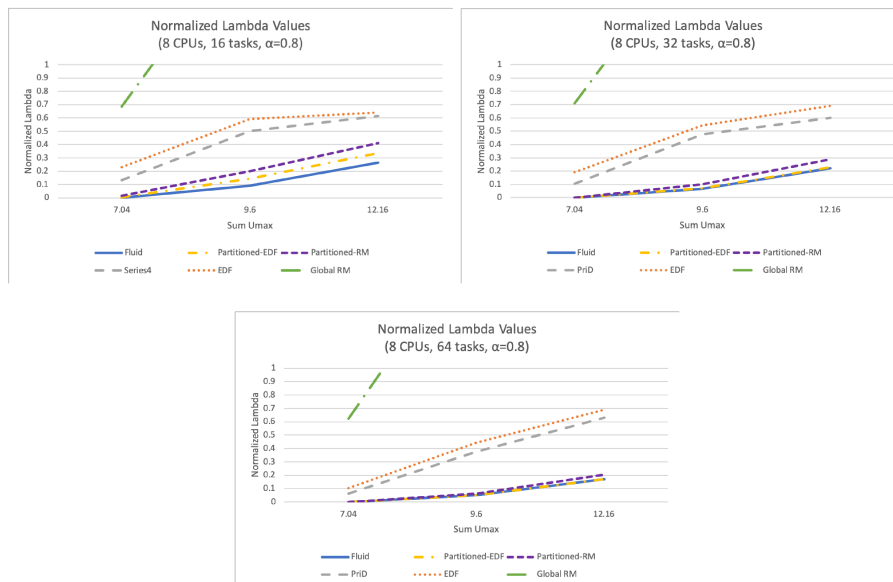 Normalized Lambda Values
(8 CPUs, 16 tasks, α=0.8)
Normalized Lambda
1
0.9
0.8
0.7
0.6
0.5
0.4
0.3
0.2
0.1
0
7.04 9.6 12.16
Sum Umax
Fluid Partitioned-EDF Partitioned-RM
Series4 EDF Global RM
Normalized Lambda Values
(8 CPUs, 32 tasks, α=0.8)
Normalized Lambda
1
0.9
0.8
0.7
0.6
0.5
0.4
0.3
0.2
0.1
0
7.04 9.6 12.16
Sum Umax
Fluid Partitioned-EDF Partitioned-RM
PriD EDF Global RM
Normalized Lambda Values
(8 CPUs, 64 tasks, α=0.8)
Normalized Lambda
1
0.9
0.8
0.7
0.6
0.5
0.4
0.3
0.2
0.1
0
7.04 9.6 12.16
Sum Umax
Fluid Partitioned-EDF Partitioned-RM
PriD EDF Global RM